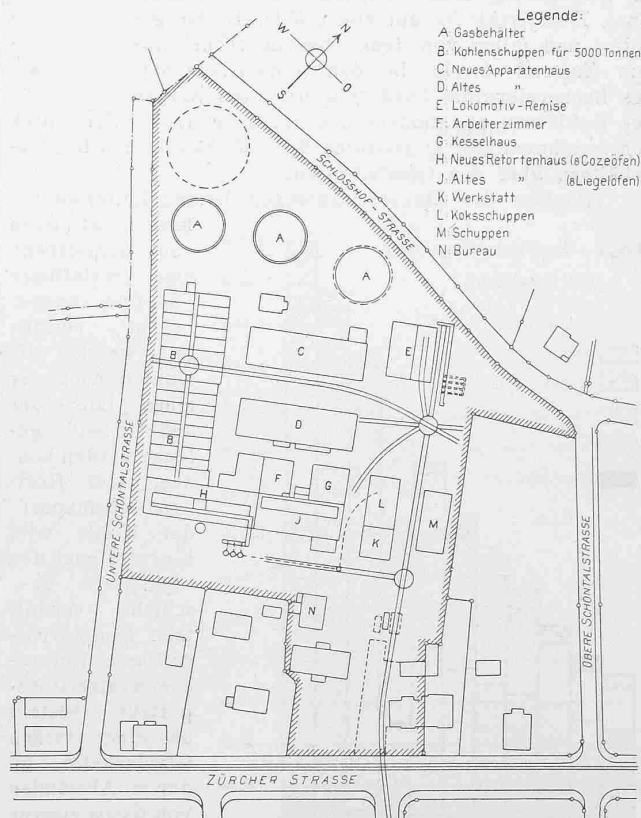 Legende:
A Gasbehälter
B Kohlenschuppen für 5000 Tonnen
C Neues Apparatenhaus
D Altes "
E Lokomotiv-Remise
F Arbeiterzimmer
G Kesselhaus
H Neues Retortenhaus (8 Cozeöfen)
J Altes " (8 Liegelöfen)
K Werkstatt
L Koksschuppen
M Schuppen
N Bureau
W
N
S
O
SCHLOSSHOF-STRASSE
A
A
A
B
C
E
D
B
F
G
L
H
J
M
K
N
UNTERE SCHÖNTALSTRASSE
OBERE SCHÖNTALSTRASSE
ZÜRCHER STRASSE